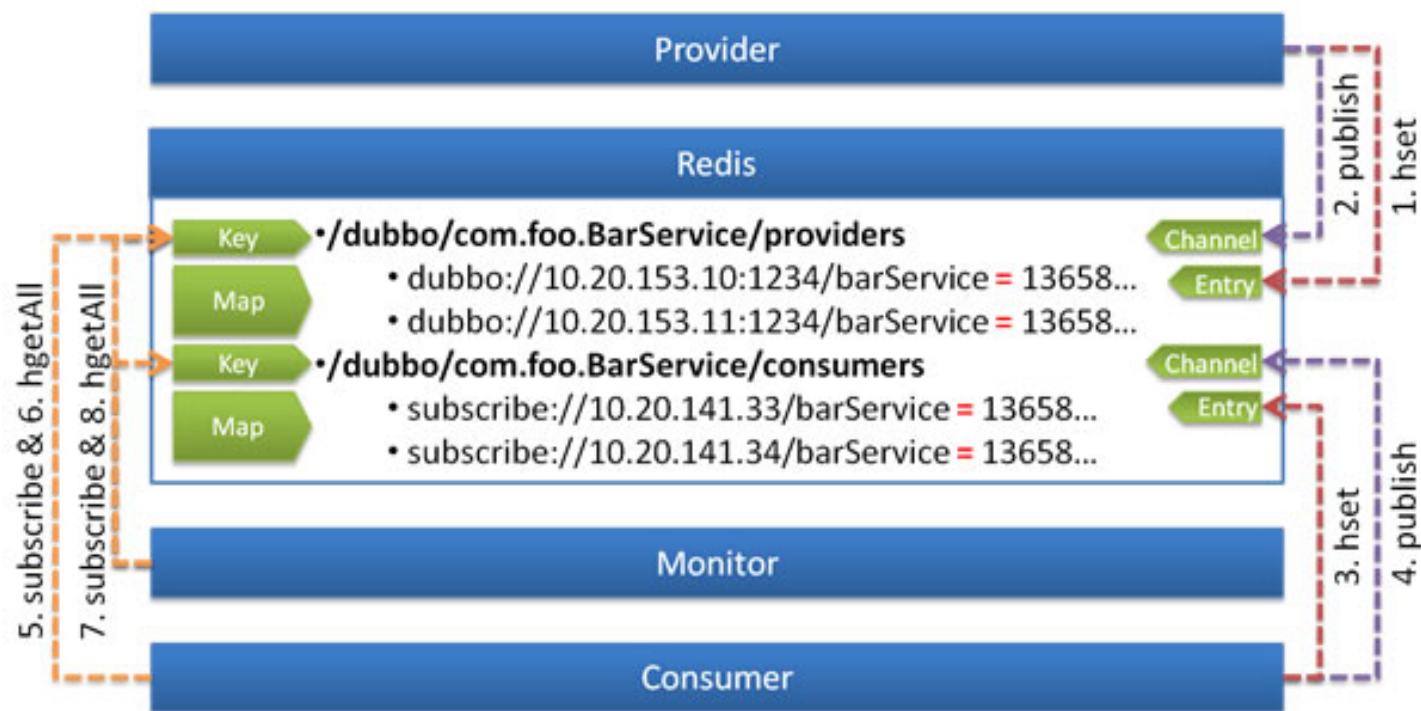 Provider
2. publish
1. hset
Redis
Key
•/dubbo/com.foo.BarService/providers
Channel
Map
• dubbo://10.20.153.10:1234/barService = 13658...
Entry
• dubbo://10.20.153.11:1234/barService = 13658...
Key
•/dubbo/com.foo.BarService/consumers
Channel
Map
• subscribe://10.20.141.33/barService = 13658...
Entry
• subscribe://10.20.141.34/barService = 13658...
5. subscribe & 6. hgetAll
7. subscribe & 8. hgetAll
3. hset
4. publish
Monitor
Consumer